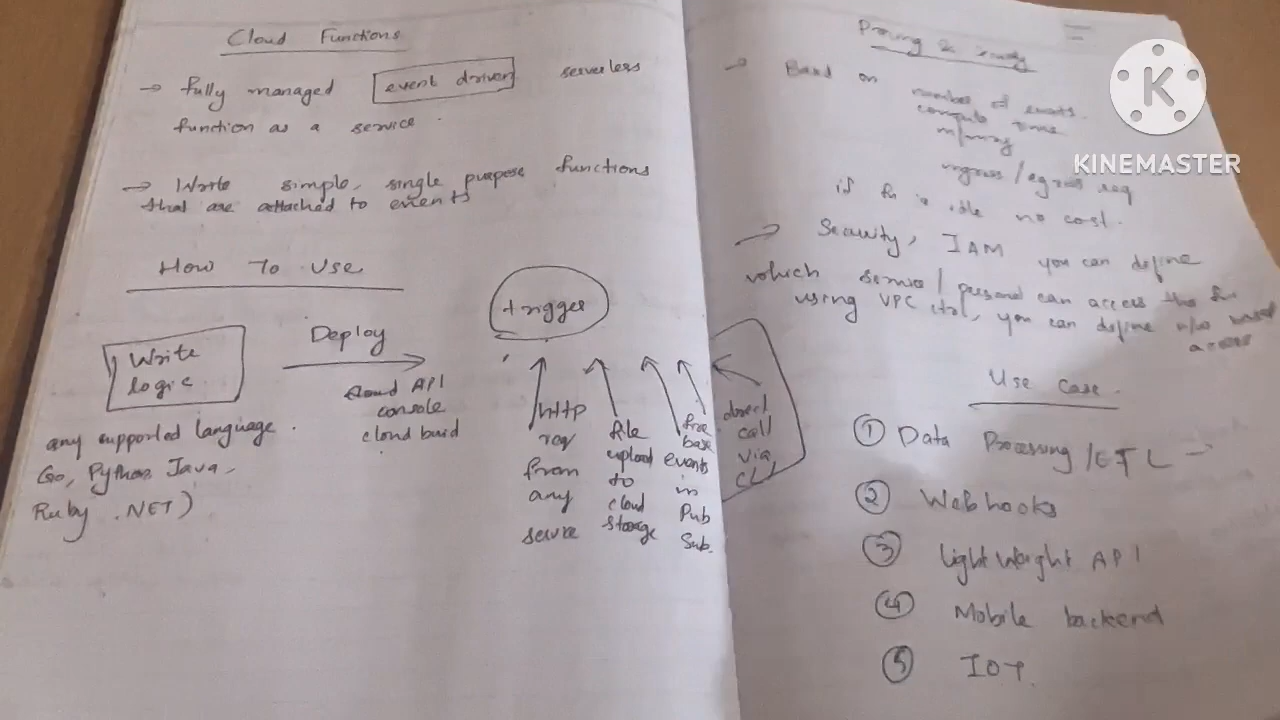 Cloud Functions
→ fully managed event driven serverless
function as a service.
→ Write simple, single purpose functions
that are attached to events
How To Use
Write
logic
Deploy
cloud API
console
cloud buid
trigger
any supported language.
Go, Python Java,
Ruby .NET)
http
req
from
any
servie
file
upload
to
cloud
storage
fire
base
events
in
Pub
Sub.
direct
call
via
CLI
Pricing & Security
→ Based on
number of events
compute time
memory
ingress/egress req
if fn is idle no cost.
→ Security, IAM you can define
which service/personal can access the fn
using VPC ctrl, you can define n/w based
access
Use Case.
① Data Processing/ETL →
② Webhooks
③ LightWeight API
④ Mobile backend
⑤ IOT.
K
KINEMASTER